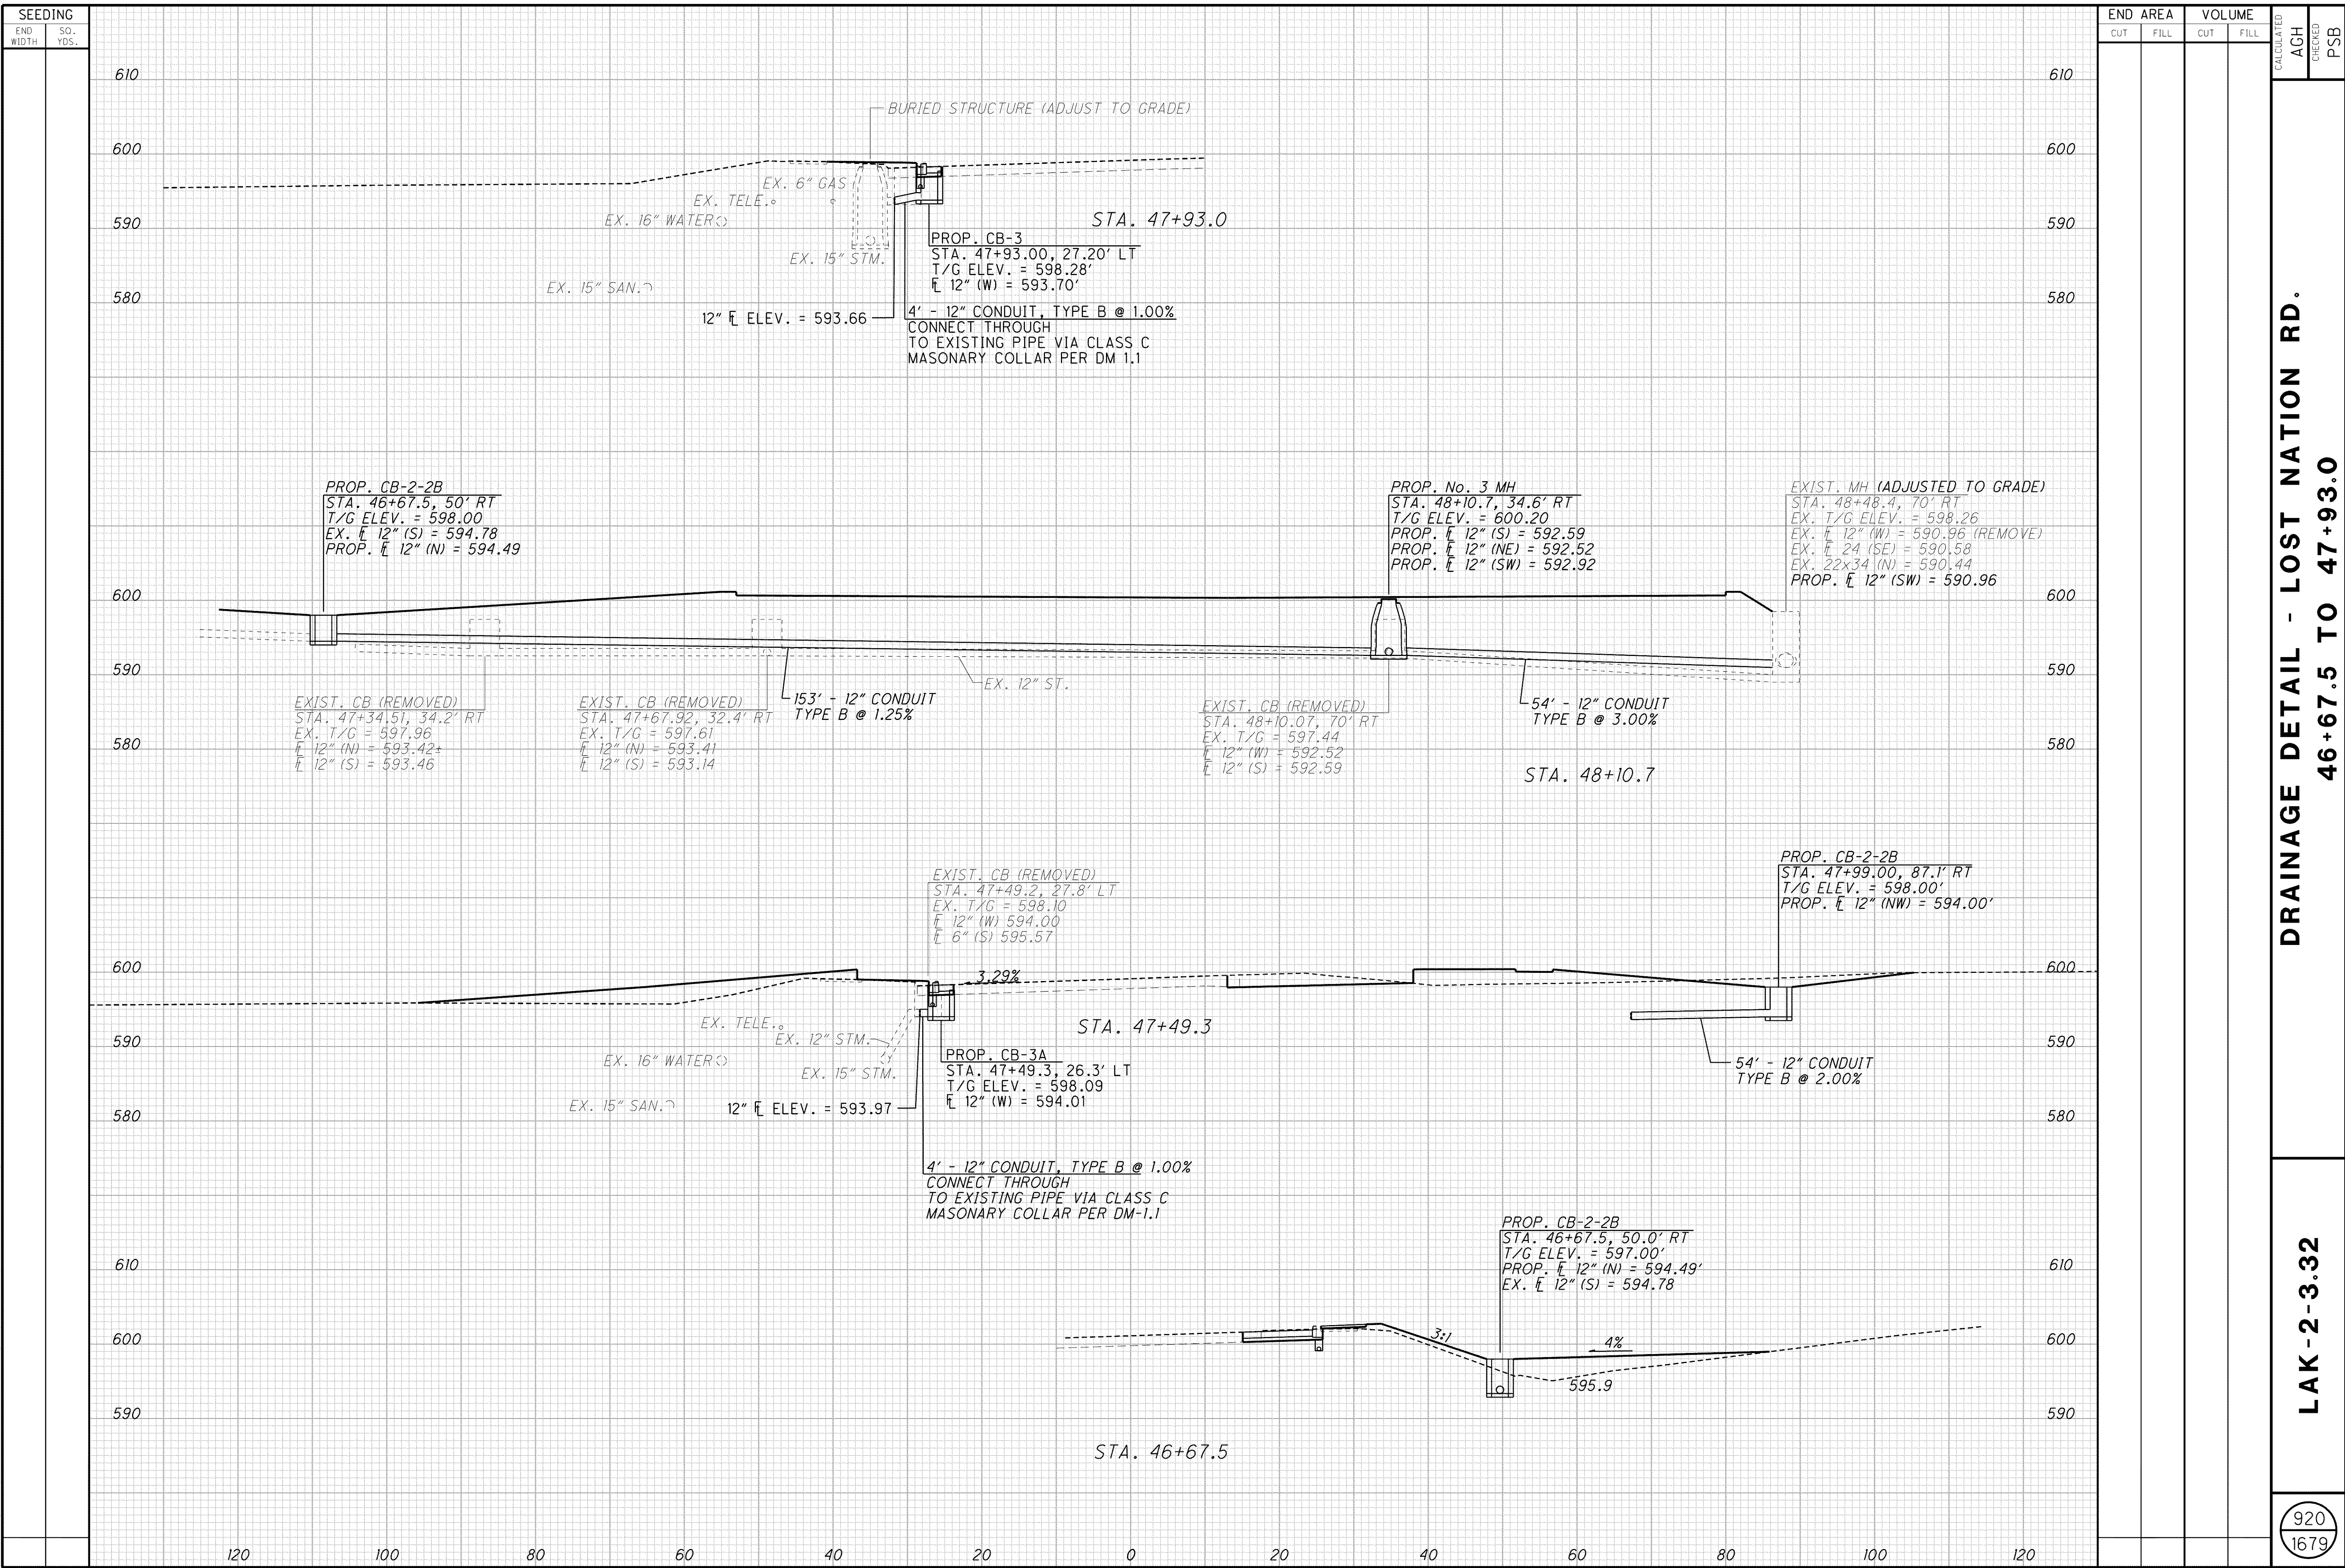 SEEDING
END WIDTH
SQ. YDS.
END AREA
VOLUME
CUT
FILL
CUT
FILL
CALCULATED
AGH
CHECKED
PSB
610
610
BURIED STRUCTURE (ADJUST TO GRADE)
600
600
EX. 6" GAS
EX. TELE.
EX. 16" WATER
590
STA. 47+93.0
590
EX. 15" STM.
EX. 15" SAN.
PROP. CB-3
STA. 47+93.00, 27.20' LT
T/G ELEV. = 598.28'
℄ 12" (W) = 593.70'
580
580
12" ℄ ELEV. = 593.66
4' - 12" CONDUIT, TYPE B @ 1.00%
CONNECT THROUGH
TO EXISTING PIPE VIA CLASS C
MASONARY COLLAR PER DM 1.1
PROP. CB-2-2B
STA. 46+67.5, 50' RT
T/G ELEV. = 598.00
EX. ℄ 12" (S) = 594.78
PROP. ℄ 12" (N) = 594.49
PROP. No. 3 MH
STA. 48+10.7, 34.6' RT
T/G ELEV. = 600.20
PROP. ℄ 12" (S) = 592.59
PROP. ℄ 12" (NE) = 592.52
PROP. ℄ 12" (SW) = 592.92
EXIST. MH (ADJUSTED TO GRADE)
STA. 48+48.4, 70' RT
EX. T/G ELEV. = 598.26
EX. ℄ 12" (W) = 590.96 (REMOVE)
EX. ℄ 24 (SE) = 590.58
EX. 22x34 (N) = 590.44
PROP. ℄ 12" (SW) = 590.96
600
600
590
590
EXIST. CB (REMOVED)
STA. 47+34.51, 34.2' RT
EX. T/G = 597.96
℄ 12" (N) = 593.42±
℄ 12" (S) = 593.46
EXIST. CB (REMOVED)
STA. 47+67.92, 32.4' RT
EX. T/G = 597.61
℄ 12" (N) = 593.41
℄ 12" (S) = 593.14
153' - 12" CONDUIT
TYPE B @ 1.25%
EX. 12" ST.
EXIST. CB (REMOVED)
STA. 48+10.07, 70' RT
EX. T/G = 597.44
℄ 12" (W) = 592.52
℄ 12" (S) = 592.59
54' - 12" CONDUIT
TYPE B @ 3.00%
580
580
STA. 48+10.7
EXIST. CB (REMOVED)
STA. 47+49.2, 27.8' LT
EX. T/G = 598.10
℄ 12" (W) 594.00
℄ 6" (S) 595.57
PROP. CB-2-2B
STA. 47+99.00, 87.1' RT
T/G ELEV. = 598.00'
PROP. ℄ 12" (NW) = 594.00'
600
3.29%
600
EX. TELE.
EX. 12" STM.
STA. 47+49.3
590
590
EX. 16" WATER
EX. 15" STM.
PROP. CB-3A
STA. 47+49.3, 26.3' LT
T/G ELEV. = 598.09
℄ 12" (W) = 594.01
54' - 12" CONDUIT
TYPE B @ 2.00%
EX. 15" SAN.
12" ℄ ELEV. = 593.97
580
580
4' - 12" CONDUIT, TYPE B @ 1.00%
CONNECT THROUGH
TO EXISTING PIPE VIA CLASS C
MASONARY COLLAR PER DM-1.1
PROP. CB-2-2B
STA. 46+67.5, 50.0' RT
T/G ELEV. = 597.00'
PROP. ℄ 12" (N) = 594.49'
EX. ℄ 12" (S) = 594.78
610
610
600
3:1
4%
600
595.9
590
590
STA. 46+67.5
120
100
80
60
40
20
0
20
40
60
80
100
120
DRAINAGE DETAIL - LOST NATION RD.
46+67.5 TO 47+93.0
LAK-2-3.32
920
1679